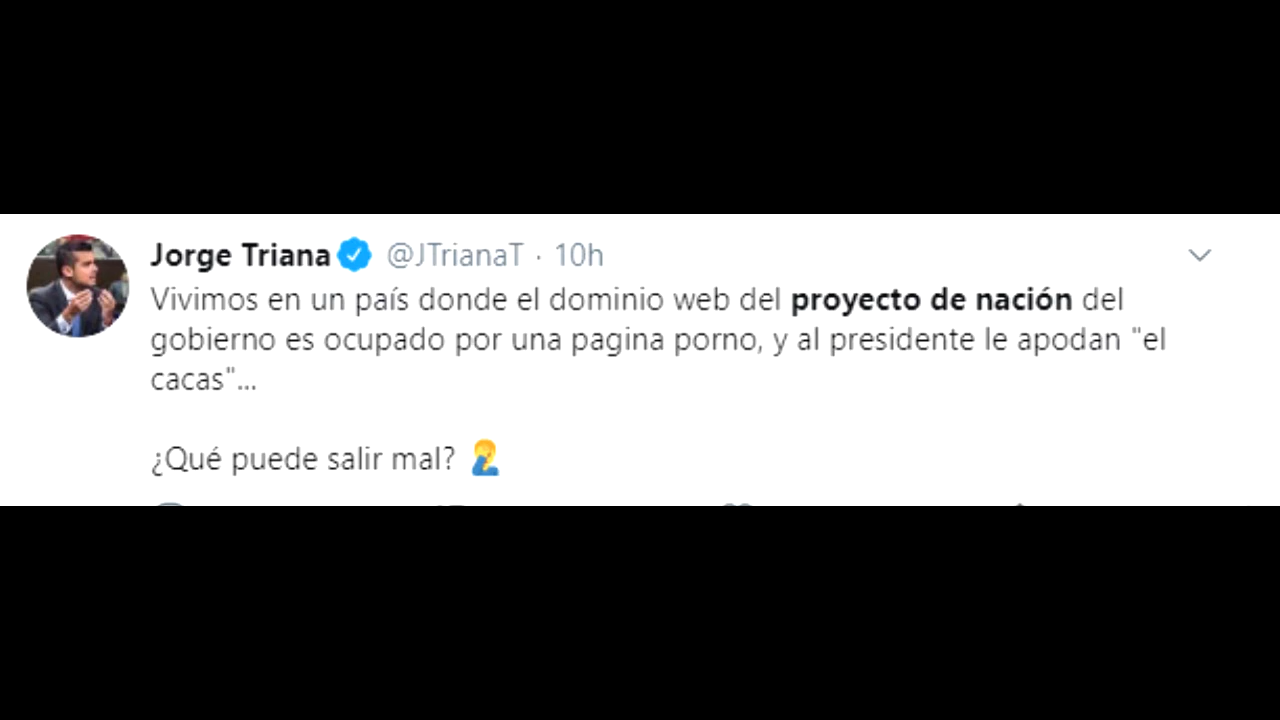 Jorge Triana @JTrianaT · 10h
Vivimos en un país donde el dominio web del proyecto de nación del
gobierno es ocupado por una pagina porno, y al presidente le apodan "el
cacas"...
¿Qué puede salir mal? 🤦‍♂️